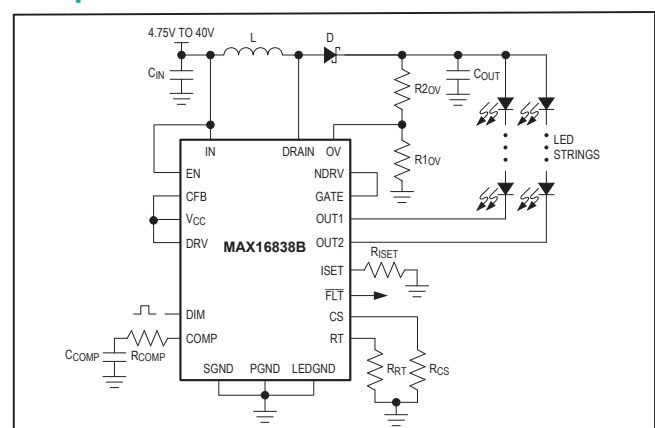 4.75V TO 40V
L
D
CIN
R2OV
COUT
IN
DRAIN
OV
R1OV
LED
STRINGS
EN
NDRV
CFB
GATE
VCC
OUT1
DRV
MAX16838B
OUT2
ISET
RISET
FLT
DIM
CS
COMP
RT
CCOMP
RCOMP
SGND
PGND
LEDGND
RRT
RCS